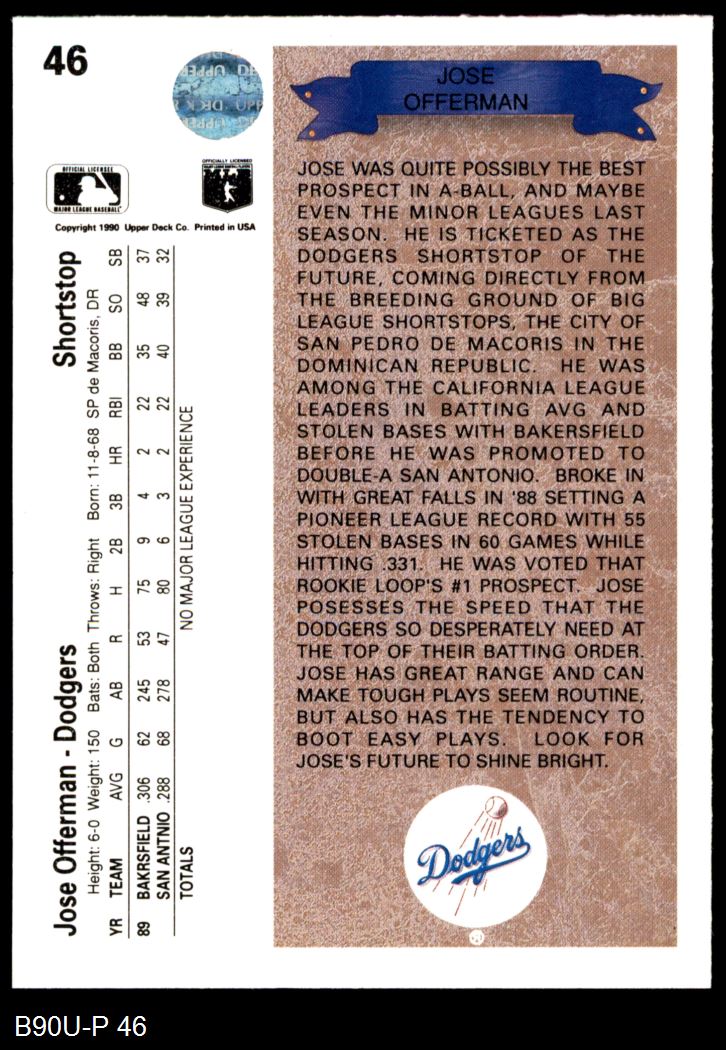 46
UPPER
DECK
OFFICIAL LICENSEE
MAJOR LEAGUE BASEBALL
OFFICIALLY LICENSED
Copyright 1990 Upper Deck Co. Printed in USA
Jose Offerman - Dodgers Shortstop
Height: 6-0 Weight: 150 Bats: Both Throws: Right Born: 11-8-68 SP de Macoris, DR
YR TEAM AVG G AB R H 2B 3B HR RBI BB SO SB
89 BAKRSFIELD .306 62 245 53 75 9 4 2 22 35 48 37
SAN ANTNIO .288 68 278 47 80 6 3 2 22 40 39 32
TOTALS NO MAJOR LEAGUE EXPERIENCE
JOSE
OFFERMAN
JOSE WAS QUITE POSSIBLY THE BEST
PROSPECT IN A-BALL, AND MAYBE
EVEN THE MINOR LEAGUES LAST
SEASON. HE IS TICKETED AS THE
DODGERS SHORTSTOP OF THE
FUTURE, COMING DIRECTLY FROM
THE BREEDING GROUND OF BIG
LEAGUE SHORTSTOPS, THE CITY OF
SAN PEDRO DE MACORIS IN THE
DOMINICAN REPUBLIC. HE WAS
AMONG THE CALIFORNIA LEAGUE
LEADERS IN BATTING AVG AND
STOLEN BASES WITH BAKERSFIELD
BEFORE HE WAS PROMOTED TO
DOUBLE-A SAN ANTONIO. BROKE IN
WITH GREAT FALLS IN '88 SETTING A
PIONEER LEAGUE RECORD WITH 55
STOLEN BASES IN 60 GAMES WHILE
HITTING .331. HE WAS VOTED THAT
ROOKIE LOOP'S #1 PROSPECT. JOSE
POSESSES THE SPEED THAT THE
DODGERS SO DESPERATELY NEED AT
THE TOP OF THEIR BATTING ORDER.
JOSE HAS GREAT RANGE AND CAN
MAKE TOUGH PLAYS SEEM ROUTINE,
BUT ALSO HAS THE TENDENCY TO
BOOT EASY PLAYS. LOOK FOR
JOSE'S FUTURE TO SHINE BRIGHT.
Dodgers
B90U-P 46